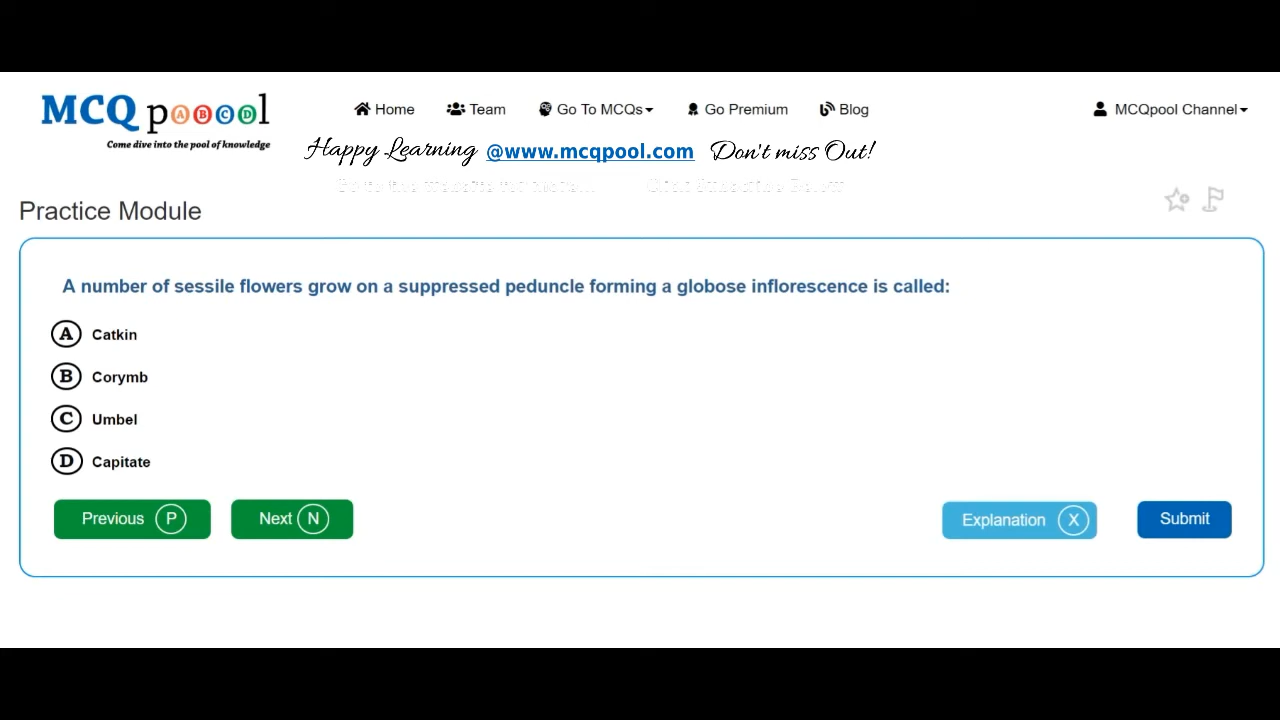 MCQ pooool
Come dive into the pool of knowledge
Home Team Go To MCQs Go Premium Blog MCQpool Channel
Happy Learning @www.mcqpool.com Don't miss Out!
Practice Module
A number of sessile flowers grow on a suppressed peduncle forming a globose inflorescence is called:
A Catkin
B Corymb
C Umbel
D Capitate
Previous P Next N Explanation X Submit